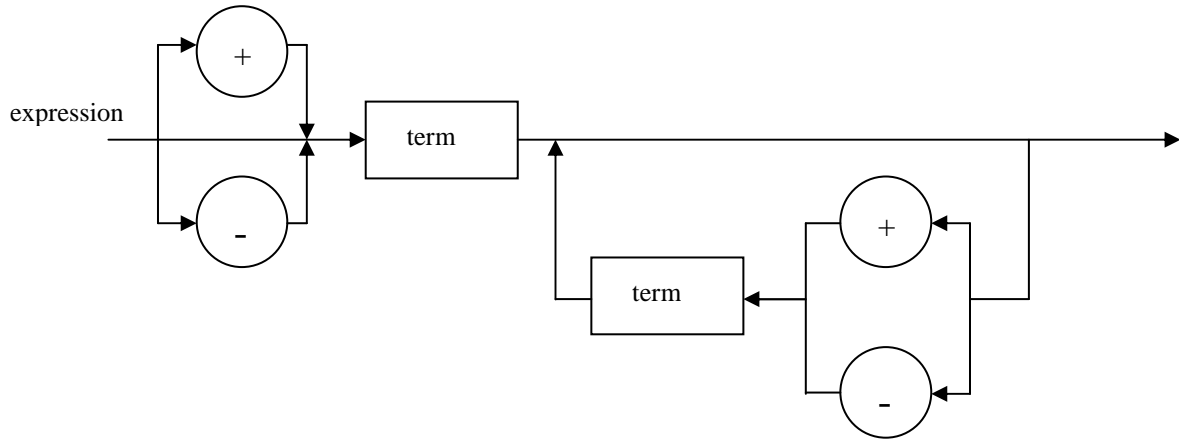 +
expression
term
-
+
term
-